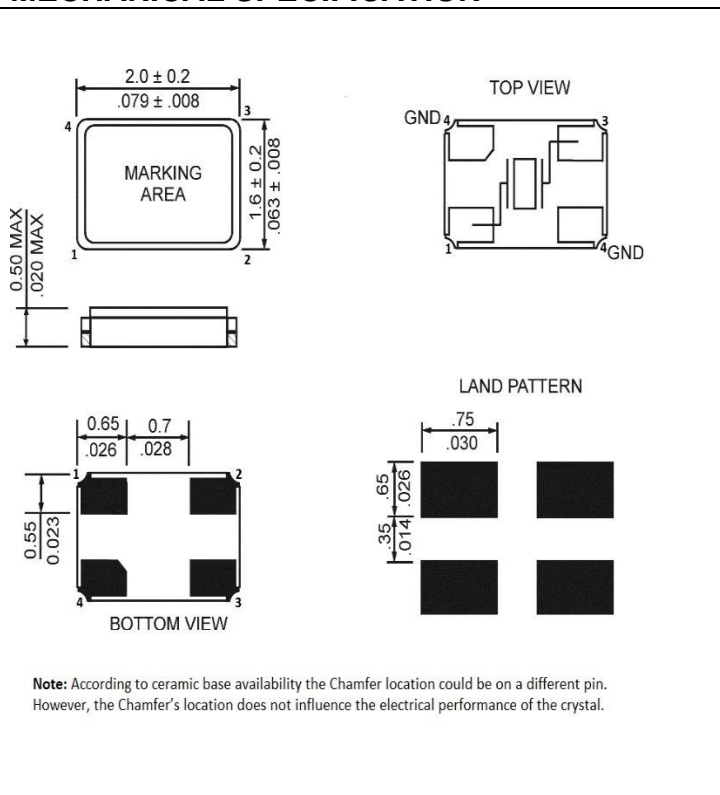 MECHANICAL SPECIFICATION
2.0 ± 0.2
.079 ± .008
4
3
MARKING
AREA
1.6 ± 0.2
.063 ± .008
1
2
0.50 MAX
.020 MAX
TOP VIEW
GND 4
3
1
4 GND
0.65
.026
0.7
.028
1
2
0.55
0.023
4
3
BOTTOM VIEW
LAND PATTERN
.75
.030
.65
.026
.35
.014
Note: According to ceramic base availability the Chamfer location could be on a different pin.
However, the Chamfer's location does not influence the electrical performance of the crystal.